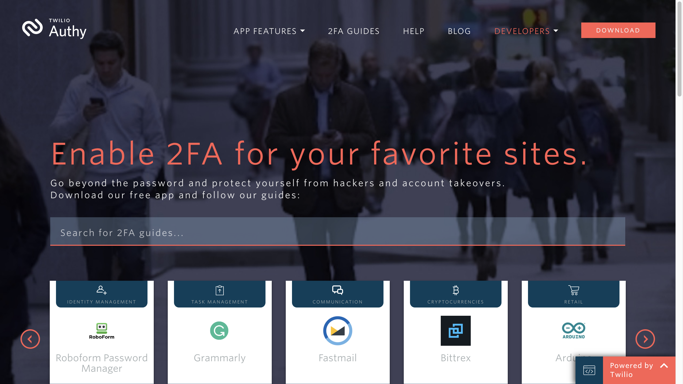 TWILIO
Authy
APP FEATURES
2FA GUIDES
HELP
BLOG
DEVELOPERS
DOWNLOAD
Enable 2FA for your favorite sites.
Go beyond the password and protect yourself from hackers and account takeovers.
Download our free app and follow our guides:
Search for 2FA guides...
IDENTITY MANAGEMENT
TASK MANAGEMENT
COMMUNICATION
CRYPTOCURRENCIES
RETAIL
RoboForm
ARDUINO
Roboform Password
Manager
Grammarly
Fastmail
Bittrex
Powered by
Twilio